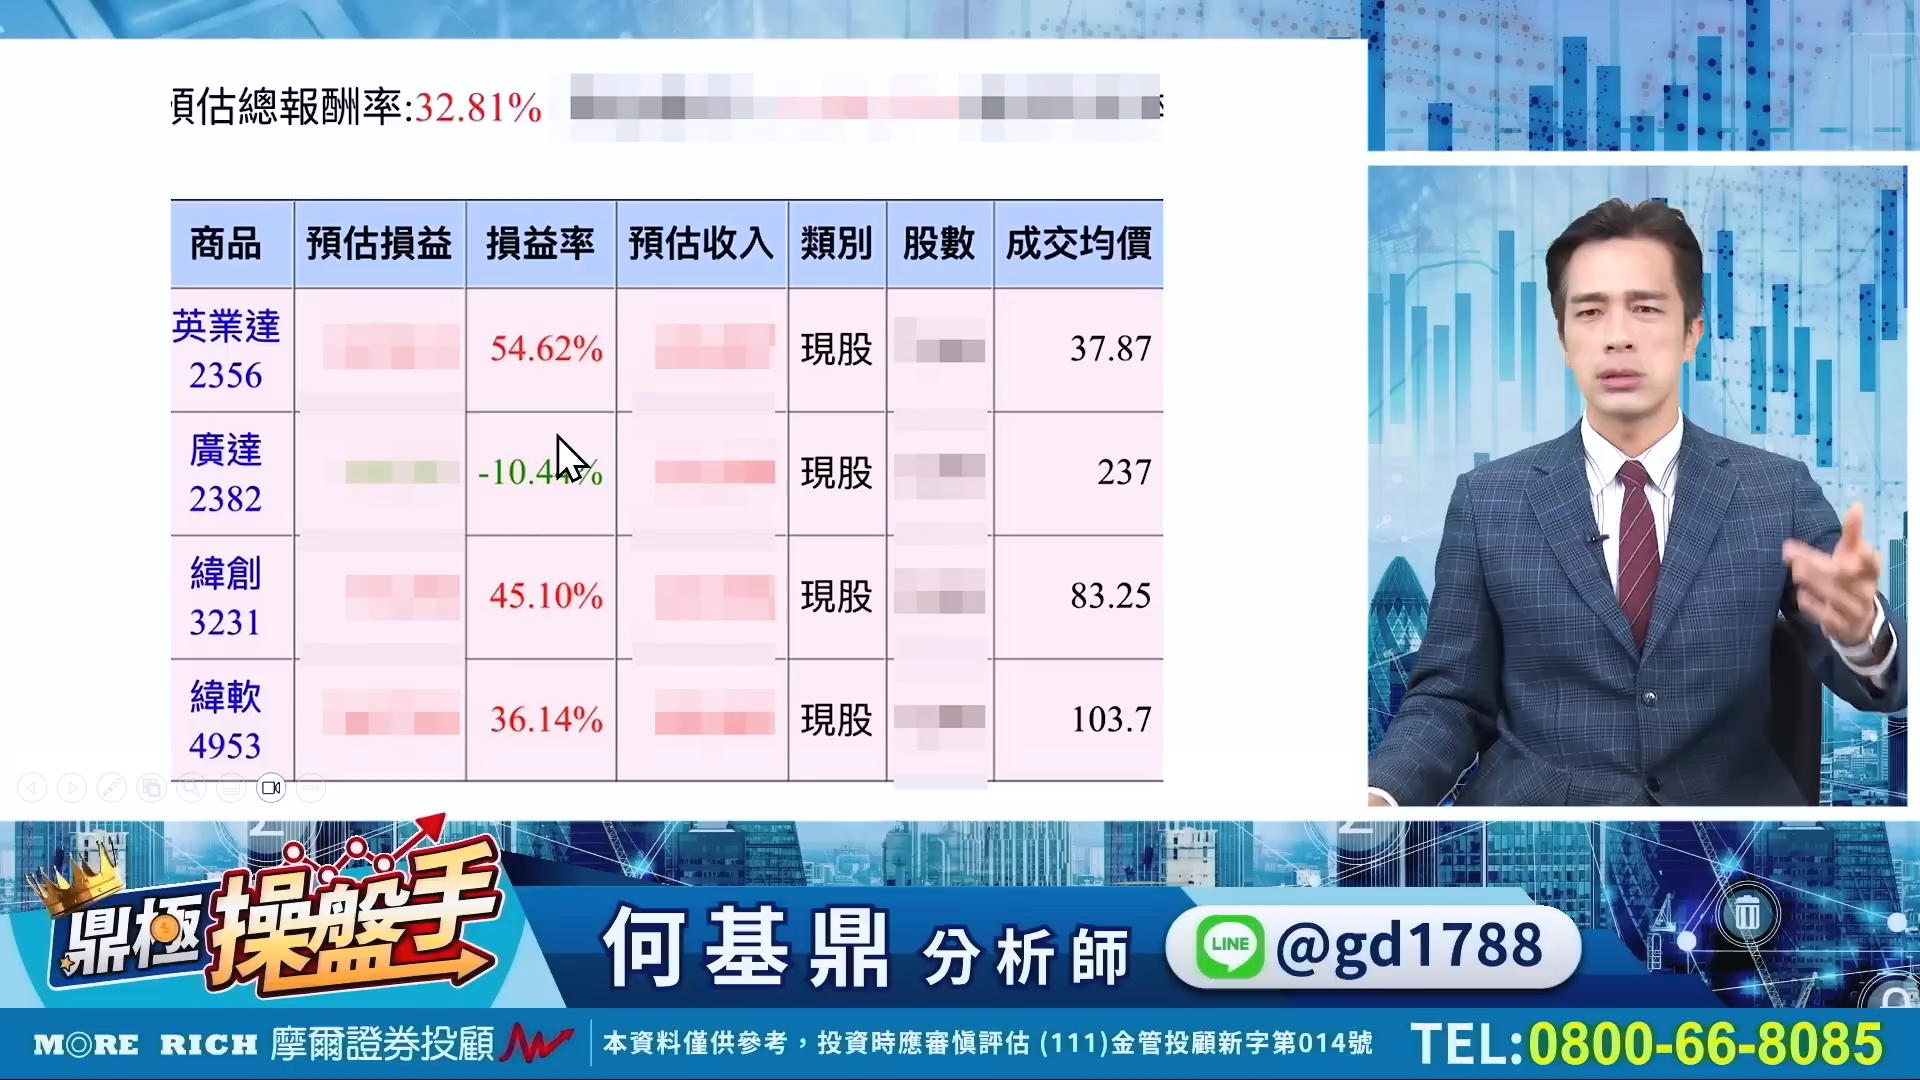 預估總報酬率:32.81%
商品 預估損益 損益率 預估收入 類別 股數 成交均價
英業達
2356
54.62% 現股 37.87
廣達
2382
現股 237
緯創
3231
45.10% 現股 83.25
緯軟
4953
36.14% 現股 103.7
鼎極操盤手
何基鼎 分析師
LINE @gd1788
MORE RICH 摩爾證券投顧
本資料僅供參考，投資時應審慎評估 (111)金管投顧新字第014號
TEL:0800-66-8085